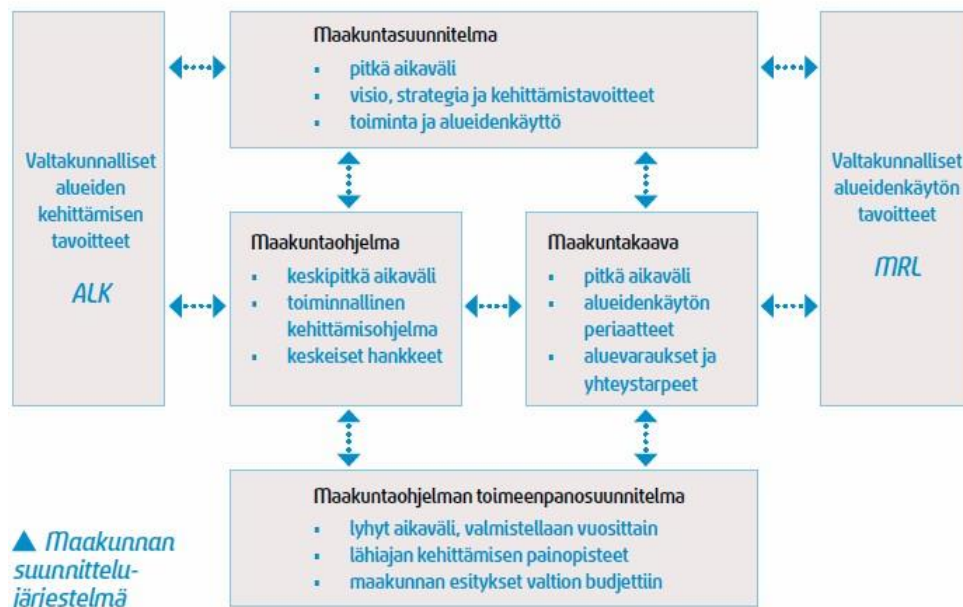 Maakuntasuunnitelma
▪ pitkä aikaväli
▪ visio, strategia ja kehittämistavoitteet
▪ toiminta ja alueidenkäyttö
Valtakunnalliset
alueiden
kehittämisen
tavoitteet
ALK
Maakuntaohjelma
▪ keskipitkä aikaväli
▪ toiminnallinen
kehittämisohjelma
▪ keskeiset hankkeet
Maakuntakaava
▪ pitkä aikaväli
▪ alueidenkäytön
periaatteet
▪ aluevaraukset ja
yhteystarpeet
Valtakunnalliset
alueidenkäytön
tavoitteet
MRL
Maakuntaohjelman toimeenpanosuunnitelma
▪ lyhyt aikaväli, valmistellaan vuosittain
▪ lähiajan kehittämisen painopisteet
▪ maakunnan esitykset valtion budjettiin
▲ Maakunnan
suunnittelu-
järjestelmä